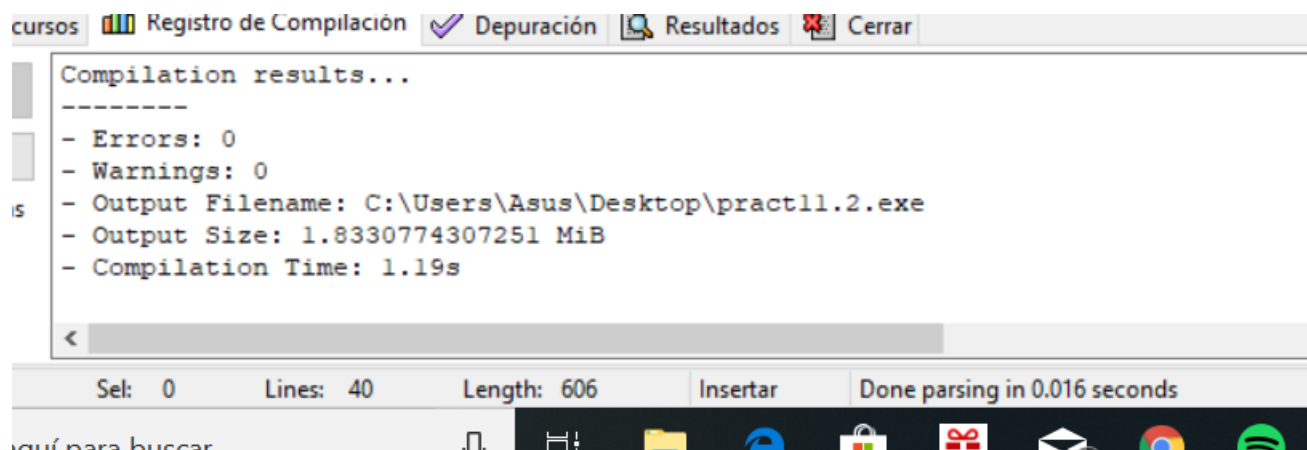 cursos Registro de Compilación Depuración Resultados Cerrar
Compilation results...
--------
- Errors: 0
- Warnings: 0
- Output Filename: C:\Users\Asus\Desktop\pract11.2.exe
- Output Size: 1.8330774307251 MiB
- Compilation Time: 1.19s
Sel: 0 Lines: 40 Length: 606 Insertar Done parsing in 0.016 seconds
aquí para buscar